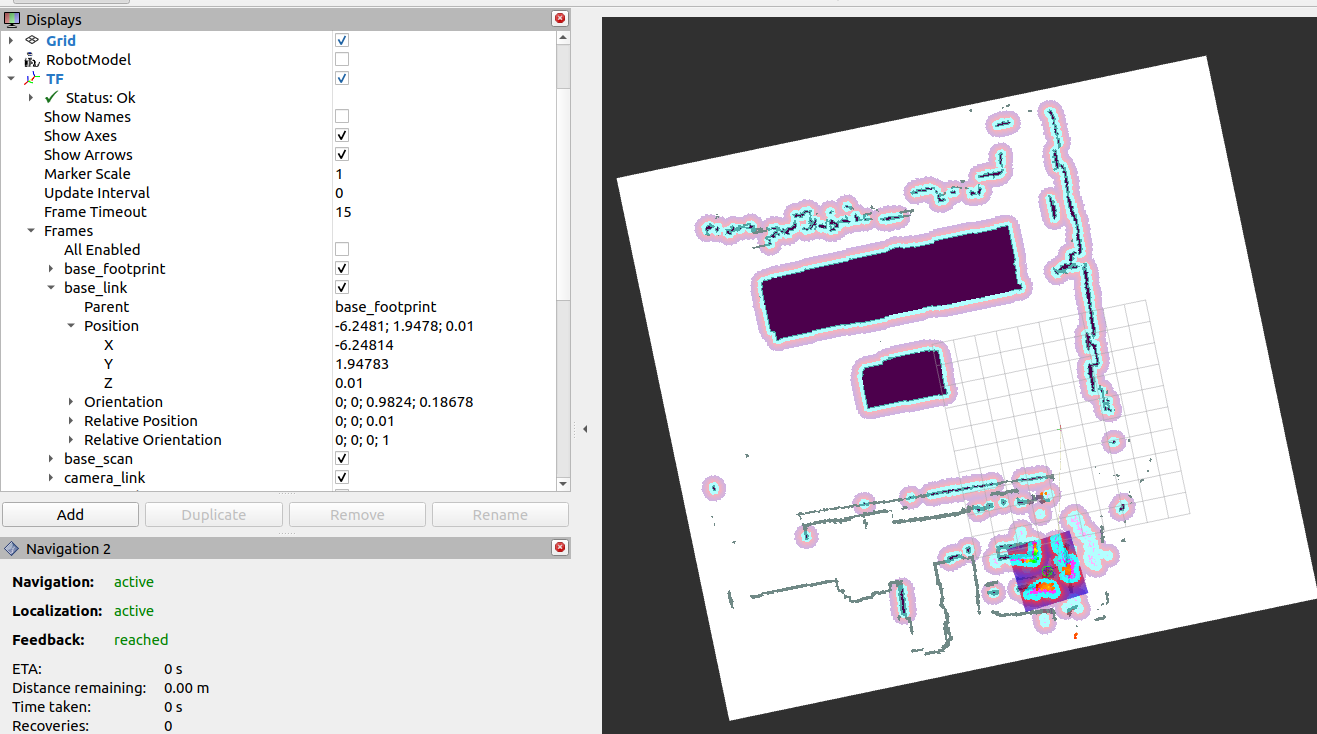 Displays
Grid
RobotModel
TF
Status: Ok
Show Names
Show Axes
Show Arrows
Marker Scale 1
Update Interval 0
Frame Timeout 15
Frames
All Enabled
base_footprint
base_link
Parent base_footprint
Position -6.2481; 1.9478; 0.01
X -6.24814
Y 1.94783
Z 0.01
Orientation 0; 0; 0.9824; 0.18678
Relative Position 0; 0; 0.01
Relative Orientation 0; 0; 0; 1
base_scan
camera_link
Add Duplicate Remove Rename
Navigation 2
Navigation: active
Localization: active
Feedback: reached
ETA: 0 s
Distance remaining: 0.00 m
Time taken: 0 s
Recoveries: 0